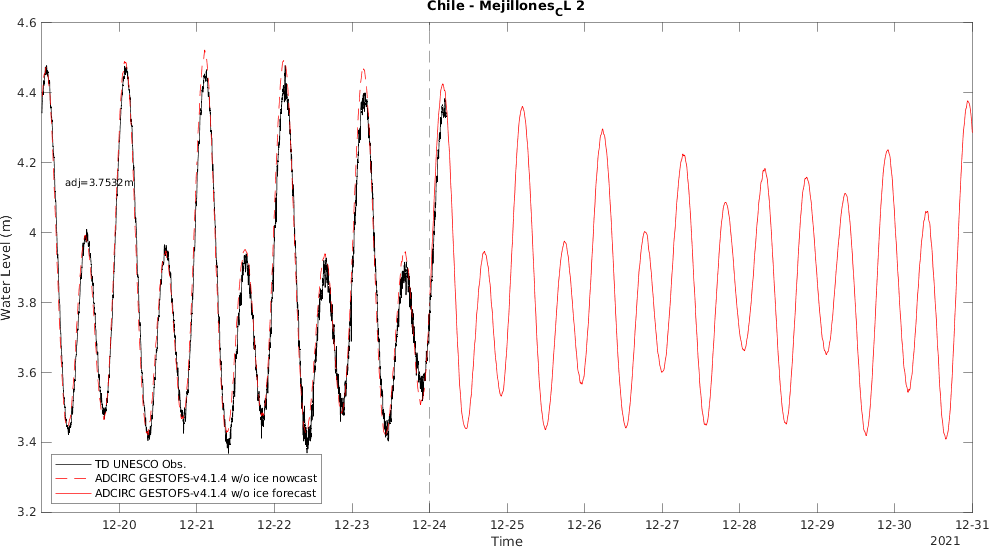 Chile - Mejillones_CL 2
4.6
4.4
4.2
4
3.8
3.6
3.4
3.2
Water Level (m)
adj=3.7532m
TD UNESCO Obs.
ADCIRC GESTOFS-v4.1.4 w/o ice nowcast
ADCIRC GESTOFS-v4.1.4 w/o ice forecast
12-20 12-21 12-22 12-23 12-24 12-25 12-26 12-27 12-28 12-29 12-30 12-31
Time
2021